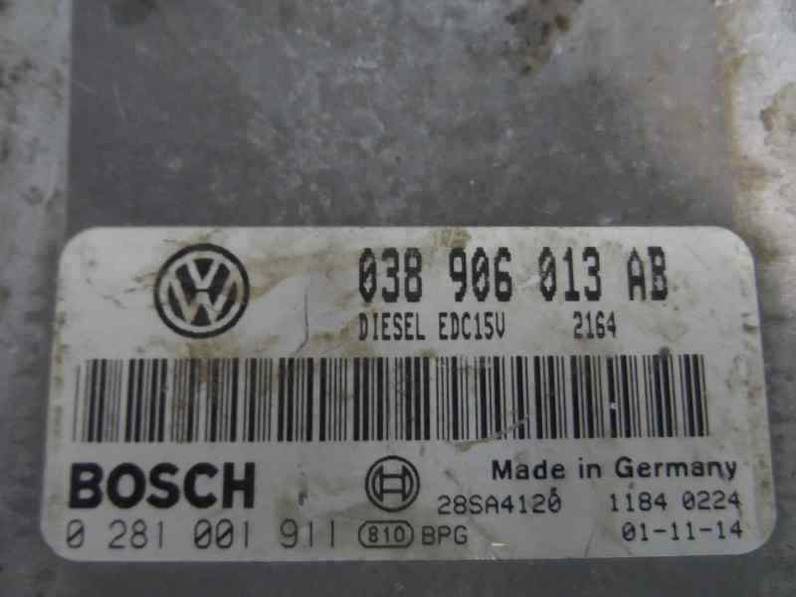 038 906 013 AB
DIESEL EDC15V 2164
BOSCH
Made in Germany
28SA4120 1184 0224
0 281 001 911 810 BPG 01-11-14